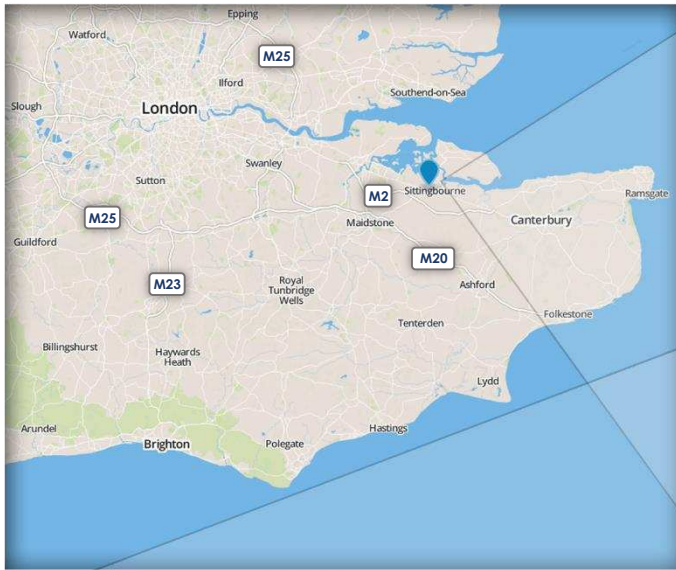 Epping
Watford
M25
Ilford
Slough
London
Southend-on-Sea
Swanley
Sutton
Sittingbourne
Ramsgate
M2
M25
Maidstone
Canterbury
Guildford
M20
M23
Royal
Tunbridge
Wells
Ashford
Folkestone
Tenterden
Billingshurst
Haywards
Heath
Lydd
Arundel
Hastings
Brighton
Polegate